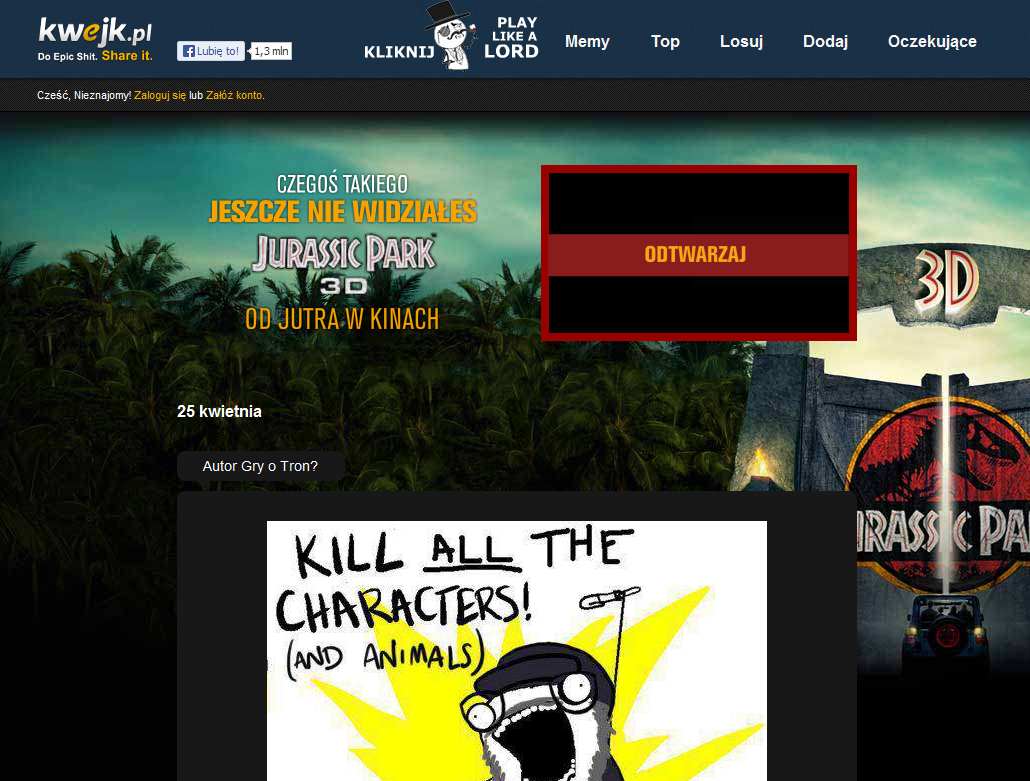 kwejk.pl
Do Epic Shit. Share it.
Lubię to!
1,3 mln
KLIKNIJ
PLAY
LIKE A
LORD
Memy
Top
Losuj
Dodaj
Oczekujące
Cześć, Nieznajomy! Zaloguj się lub Załóż konto.
CZEGOŚ TAKIEGO
JESZCZE NIE WIDZIAŁEŚ
JURASSIC PARK
3D
OD JUTRA W KINACH
ODTWARZAJ
3D
25 kwietnia
Autor Gry o Tron?
JURASSIC PA
KILL ALL THE
CHARACTERS!
(AND ANIMALS)